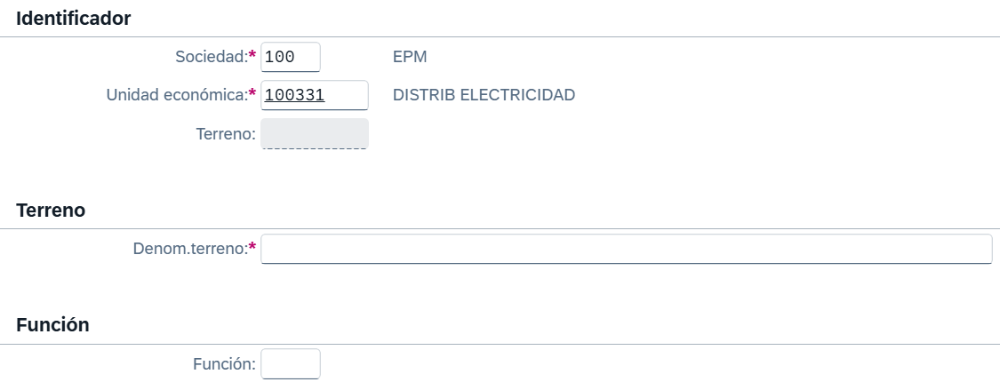 Identificador
Sociedad:* 100 EPM
Unidad económica:* 100331 DISTRIB ELECTRICIDAD
Terreno:
Terreno
Denom.terreno:*
Función
Función: